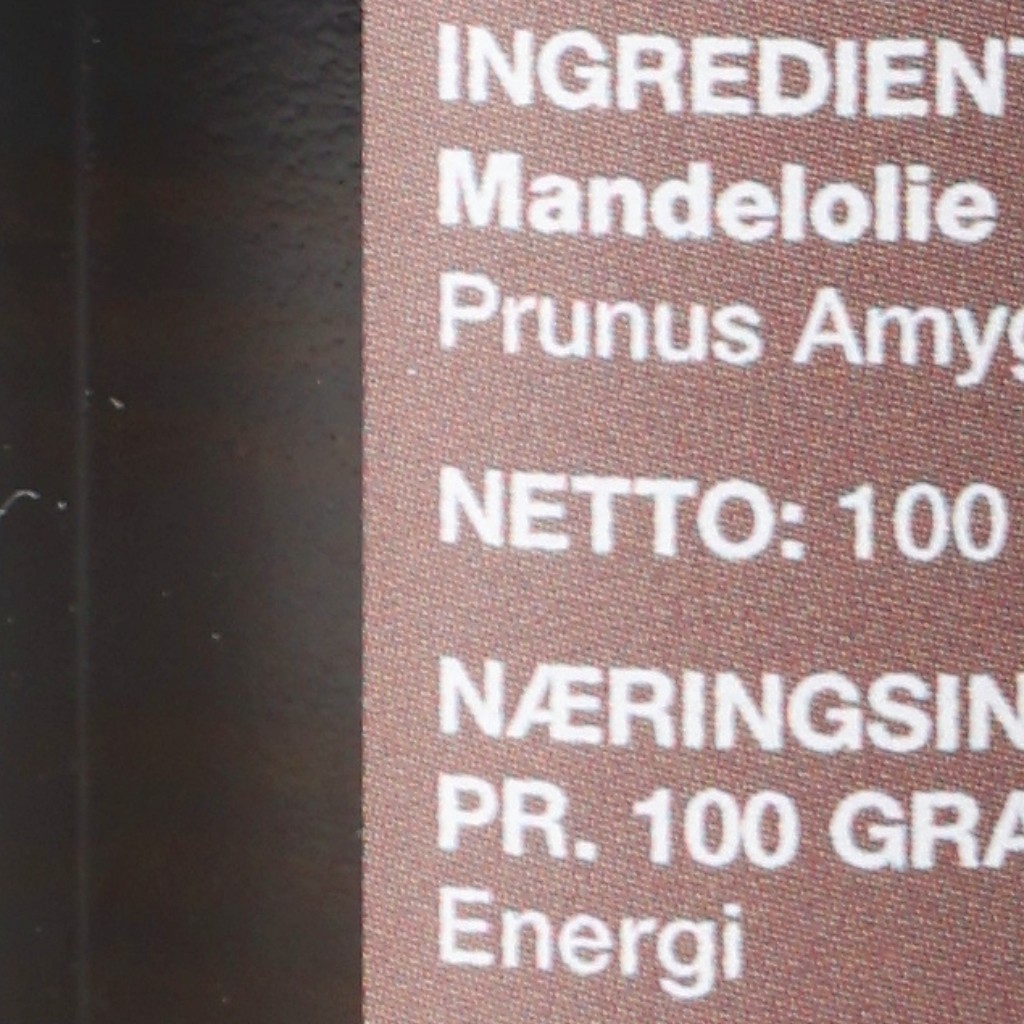 INGREDIENT
Mandelolie
Prunus Amyg
NETTO: 100
NÆRINGSIN
PR. 100 GRA
Energi